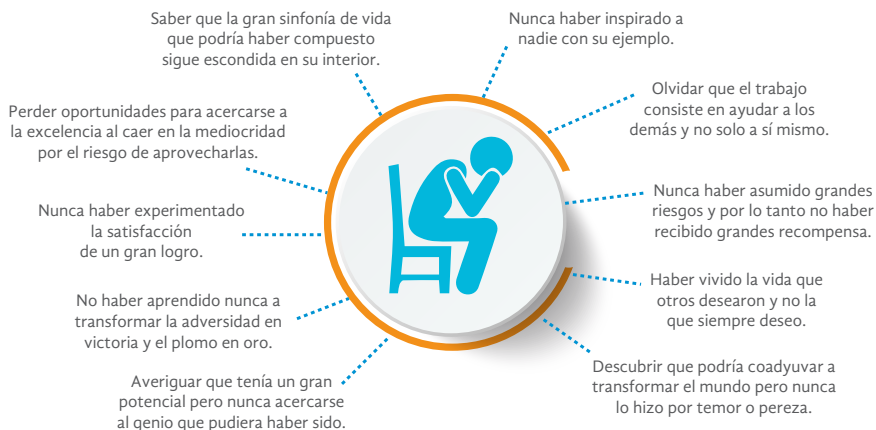 Saber que la gran sinfonía de vida
que podría haber compuesto
sigue escondida en su interior.
Nunca haber inspirado a
nadie con su ejemplo.
Olvidar que el trabajo
consiste en ayudar a los
demás y no solo a sí mismo.
Perder oportunidades para acercarse a
la excelencia al caer en la mediocridad
por el riesgo de aprovecharlas.
Nunca haber asumido grandes
riesgos y por lo tanto no haber
recibido grandes recompensa.
Nunca haber experimentado
la satisfacción
de un gran logro.
Haber vivido la vida que
otros desearon y no la
que siempre deseo.
No haber aprendido nunca a
transformar la adversidad en
victoria y el plomo en oro.
Descubrir que podría coadyuvar a
transformar el mundo pero nunca
lo hizo por temor o pereza.
Averiguar que tenía un gran
potencial pero nunca acercarse
al genio que pudiera haber sido.